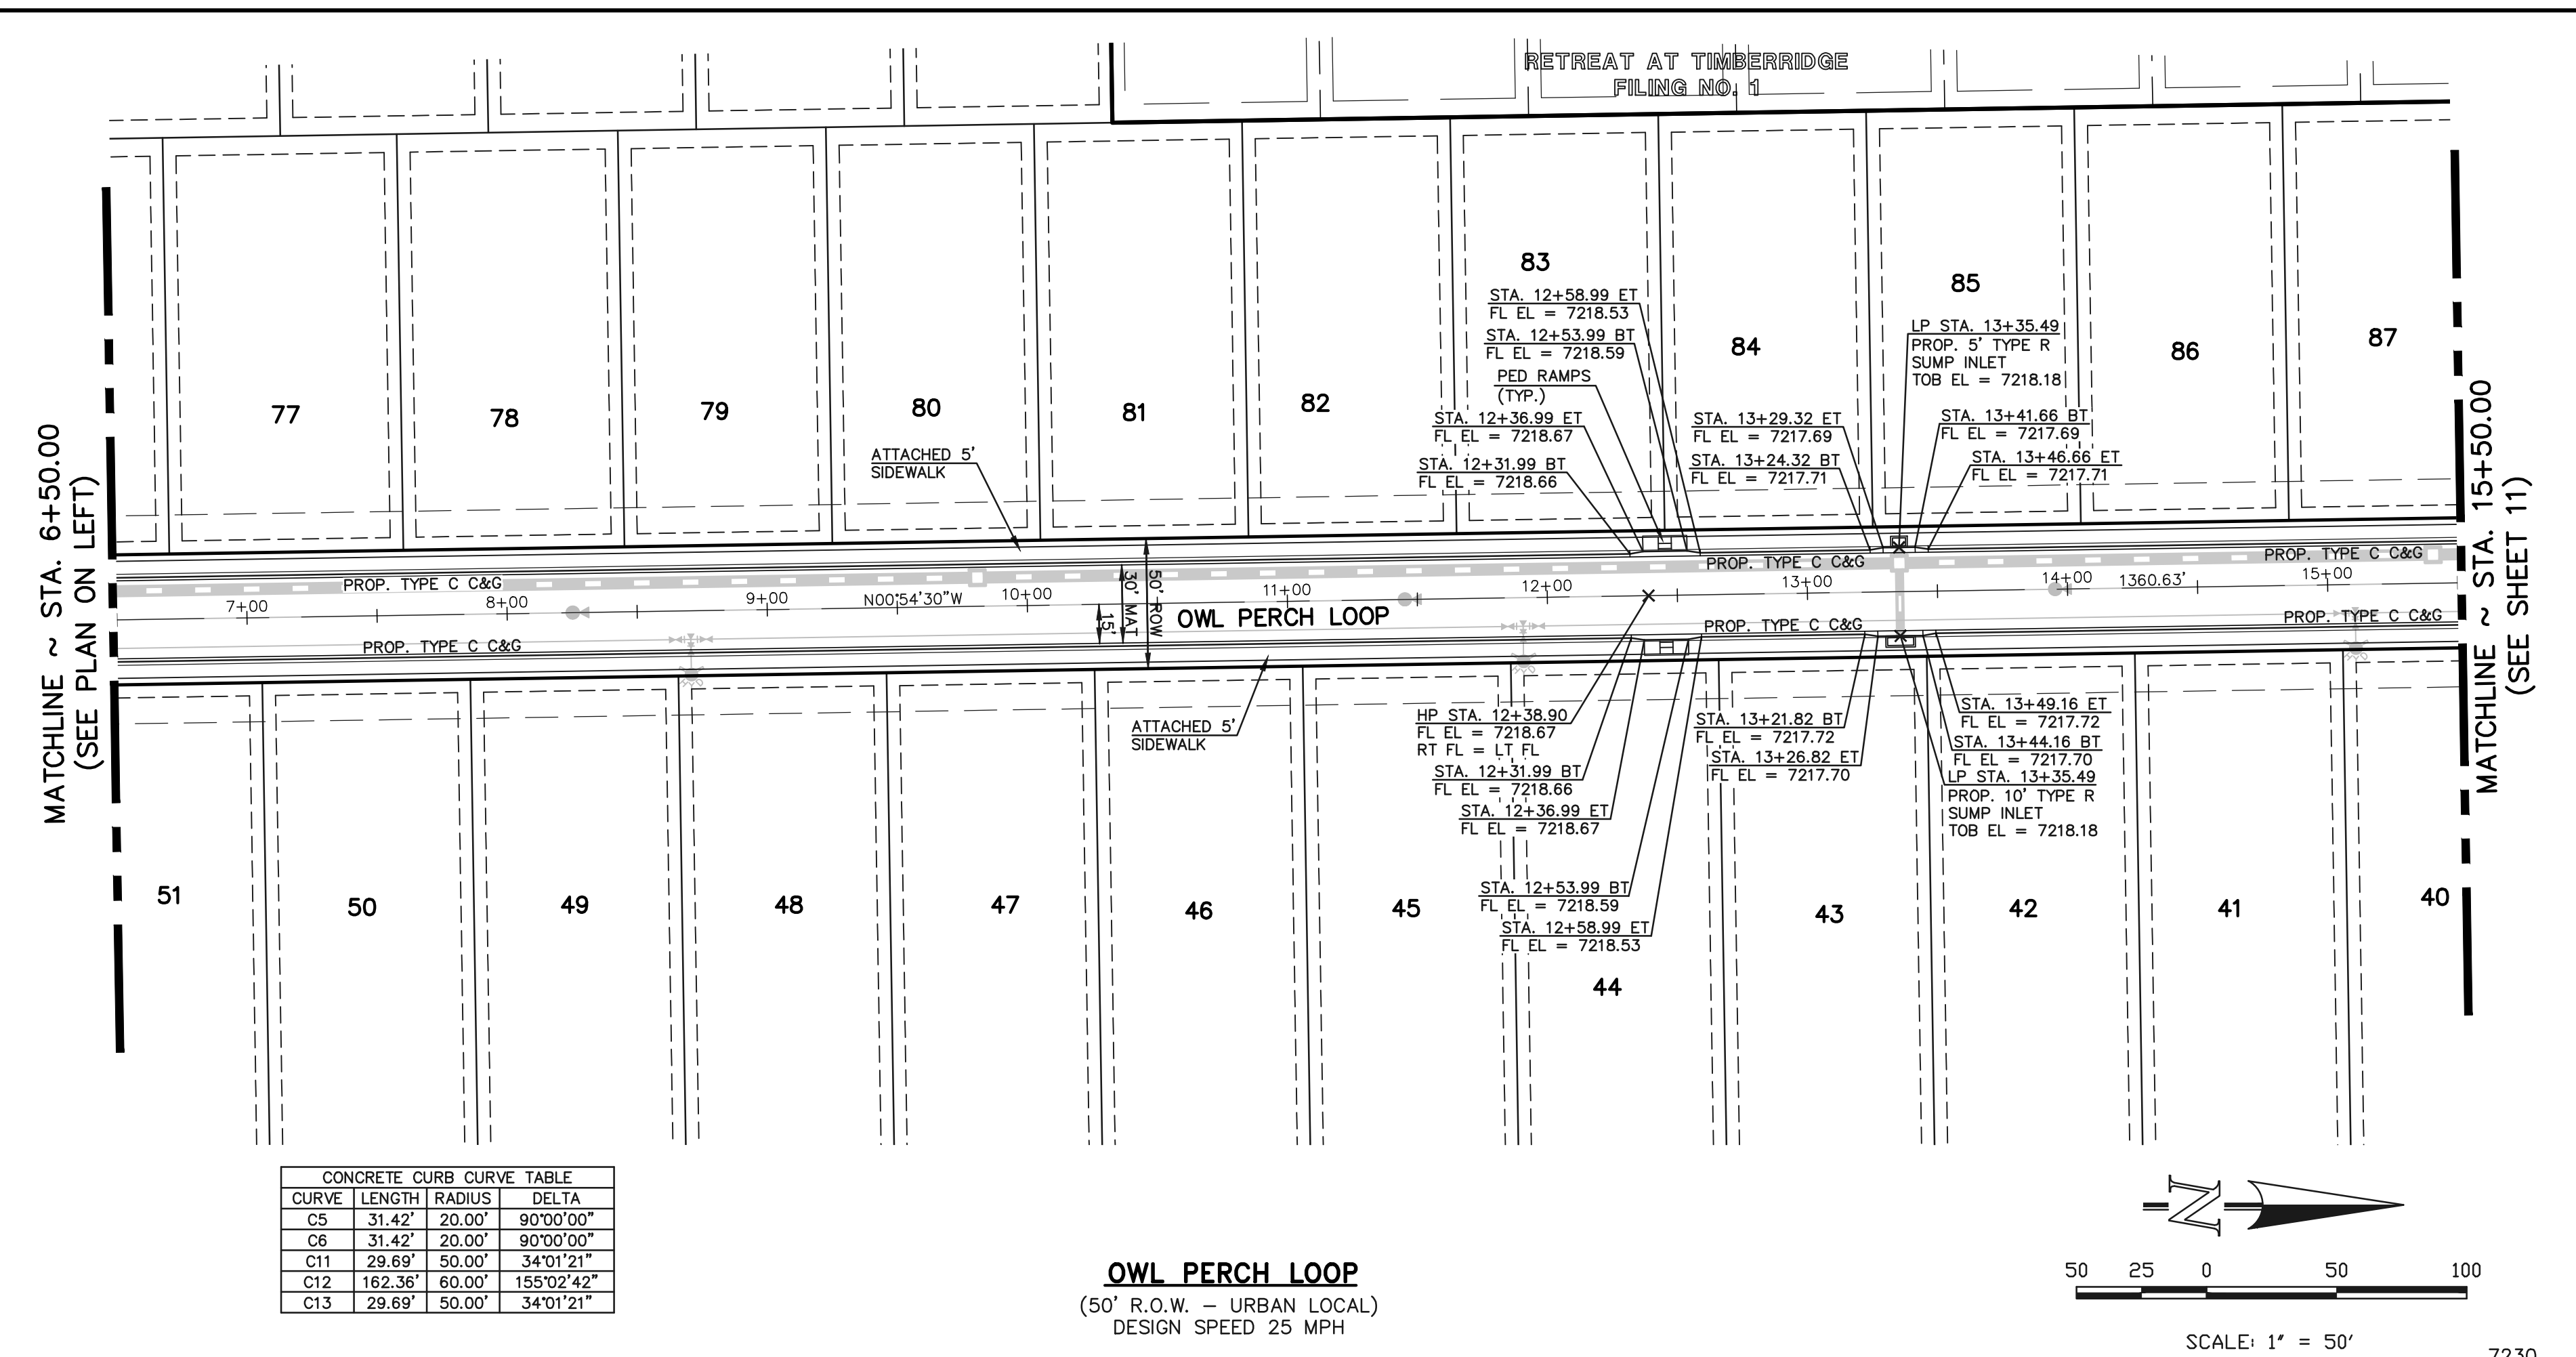 RETREAT AT TIMBERRIDGE
FILING NO. 1
MATCHLINE ~ STA. 6+50.00
(SEE PLAN ON LEFT)
77
78
79
80
81
82
83
84
85
86
87
ATTACHED 5'
SIDEWALK
STA. 12+58.99 ET
FL EL = 7218.53
STA. 12+53.99 BT
FL EL = 7218.59
PED RAMPS
(TYP.)
STA. 12+36.99 ET
FL EL = 7218.67
STA. 12+31.99 BT
FL EL = 7218.66
STA. 13+29.32 ET
FL EL = 7217.69
STA. 13+24.32 BT
FL EL = 7217.71
LP STA. 13+35.49
PROP. 5' TYPE R
SUMP INLET
TOB EL = 7218.18
STA. 13+41.66 BT
FL EL = 7217.69
STA. 13+46.66 ET
FL EL = 7217.71
MATCHLINE ~ STA. 15+50.00
(SEE SHEET 11)
PROP. TYPE C C&G
PROP. TYPE C C&G
PROP. TYPE C C&G
7+00
8+00
9+00
N00°54'30"W
10+00
11+00
12+00
13+00
14+00
1360.63'
15+00
15'
30' MAT
50' ROW
OWL PERCH LOOP
PROP. TYPE C C&G
PROP. TYPE C C&G
PROP. TYPE C C&G
ATTACHED 5'
SIDEWALK
HP STA. 12+38.90
FL EL = 7218.67
RT FL = LT FL
STA. 12+31.99 BT
FL EL = 7218.66
STA. 12+36.99 ET
FL EL = 7218.67
STA. 12+53.99 BT
FL EL = 7218.59
STA. 12+58.99 ET
FL EL = 7218.53
STA. 13+21.82 BT
FL EL = 7217.72
STA. 13+26.82 ET
FL EL = 7217.70
STA. 13+49.16 ET
FL EL = 7217.72
STA. 13+44.16 BT
FL EL = 7217.70
LP STA. 13+35.49
PROP. 10' TYPE R
SUMP INLET
TOB EL = 7218.18
51
50
49
48
47
46
45
44
43
42
41
40
CONCRETE CURB CURVE TABLE
CURVE LENGTH RADIUS DELTA
C5 31.42' 20.00' 90°00'00"
C6 31.42' 20.00' 90°00'00"
C11 29.69' 50.00' 34°01'21"
C12 162.36' 60.00' 155°02'42"
C13 29.69' 50.00' 34°01'21"
OWL PERCH LOOP
(50' R.O.W. – URBAN LOCAL)
DESIGN SPEED 25 MPH
N
50 25 0 50 100
SCALE: 1" = 50'